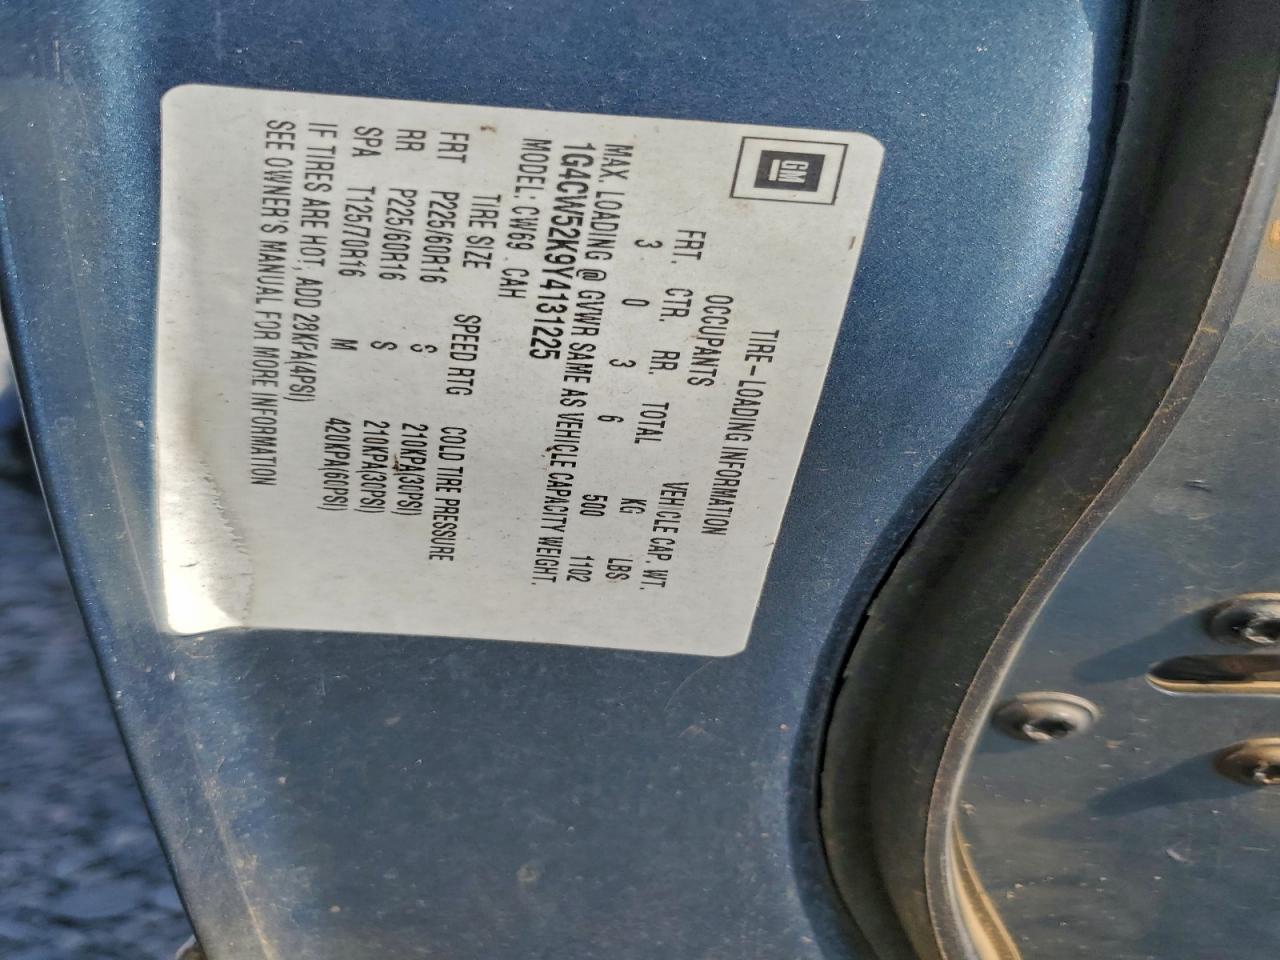 GM
TIRE-LOADING INFORMATION
OCCUPANTS VEHICLE CAP. WT.
FRT. CTR. RR. TOTAL KG LBS
3 0 3 6 500 1102
MAX. LOADING @ GVWR SAME AS VEHICLE CAPACITY WEIGHT.
1G4CW52K9Y4131225
MODEL: CW69 CAH
TIRE SIZE SPEED RTG COLD TIRE PRESSURE
FRT P225/60R16 S 210KPA(30PSI)
RR P225/60R16 S 210KPA(30PSI)
SPA T125/70R16 M 420KPA(60PSI)
IF TIRES ARE HOT, ADD 28KPA(4PSI)
SEE OWNER'S MANUAL FOR MORE INFORMATION